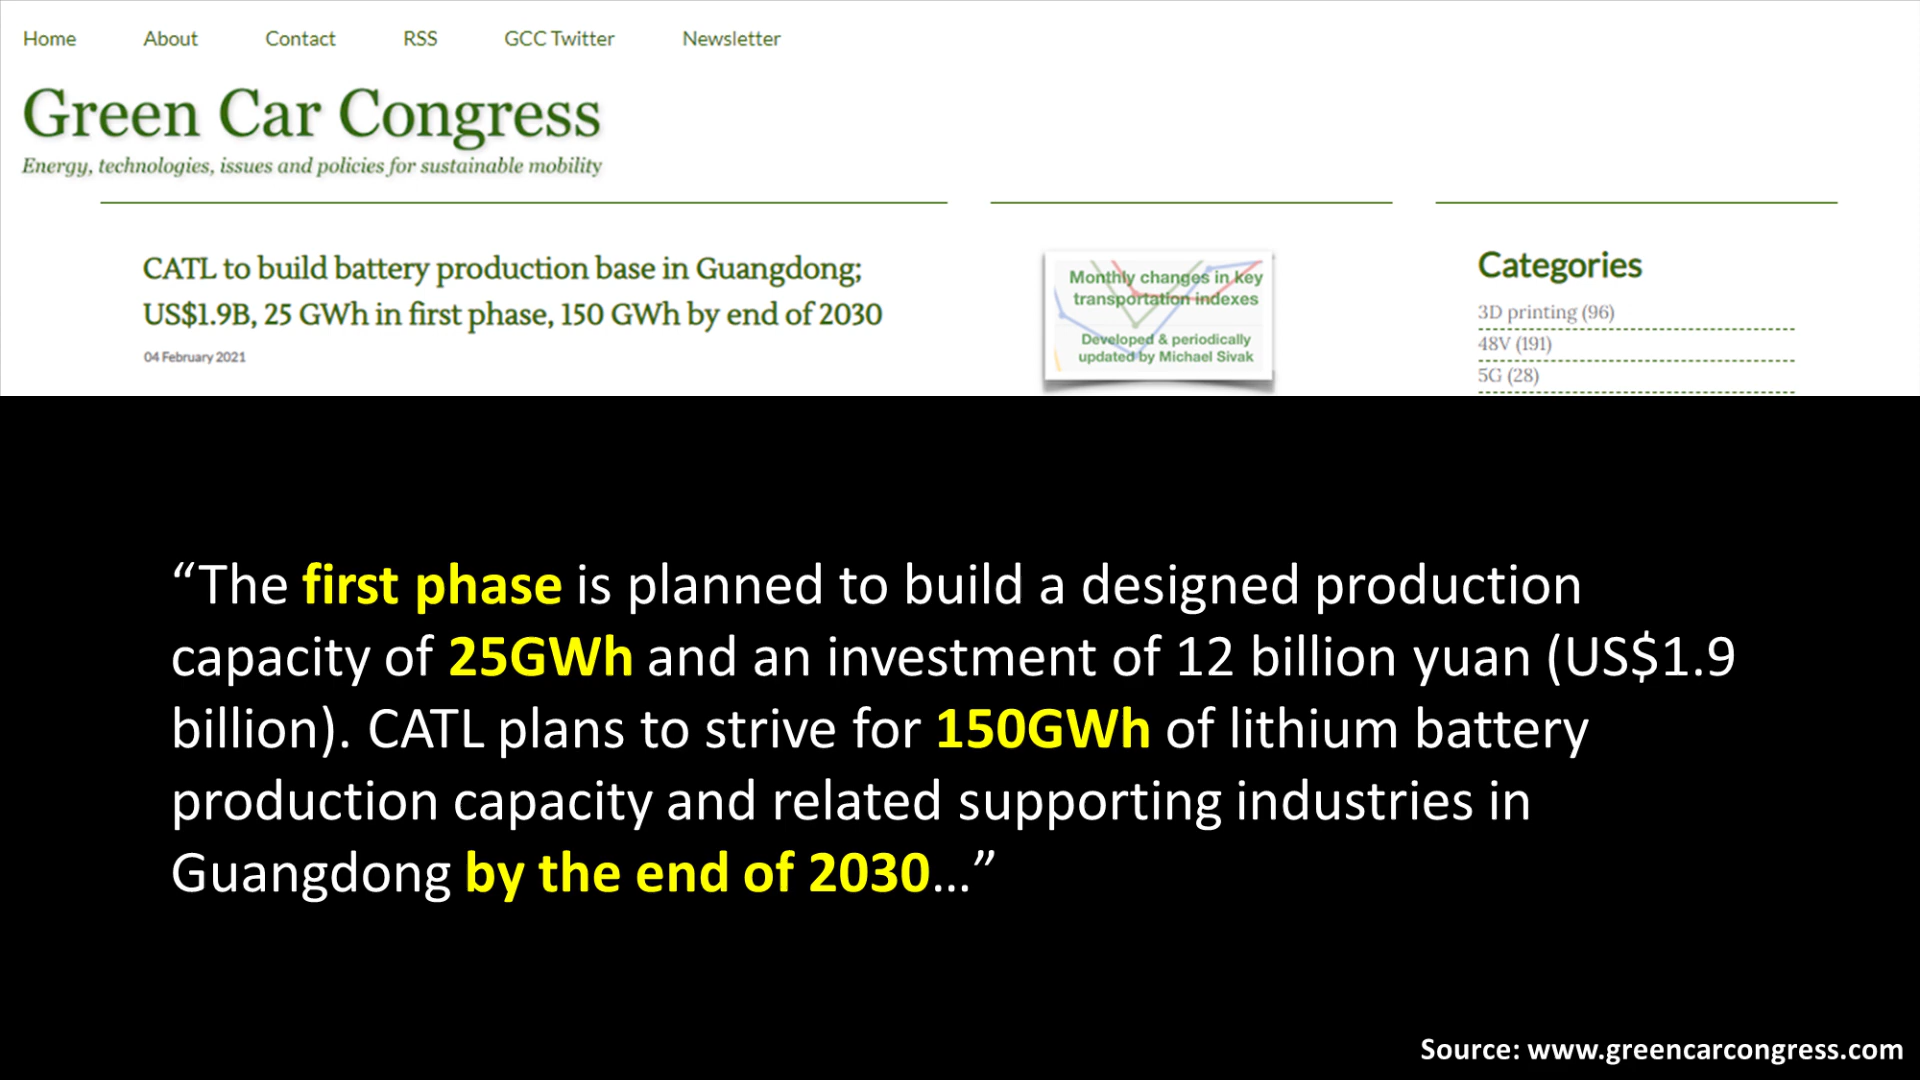 Home About Contact RSS GCC Twitter Newsletter
Green Car Congress
Energy, technologies, issues and policies for sustainable mobility
CATL to build battery production base in Guangdong;
US$1.9B, 25 GWh in first phase, 150 GWh by end of 2030
04 February 2021
Monthly changes in key
transportation indexes
Developed & periodically
updated by Michael Sivak
Categories
3D printing (96)
48V (191)
5G (28)
“The first phase is planned to build a designed production
capacity of 25GWh and an investment of 12 billion yuan (US$1.9
billion). CATL plans to strive for 150GWh of lithium battery
production capacity and related supporting industries in
Guangdong by the end of 2030…”
Source: www.greencarcongress.com